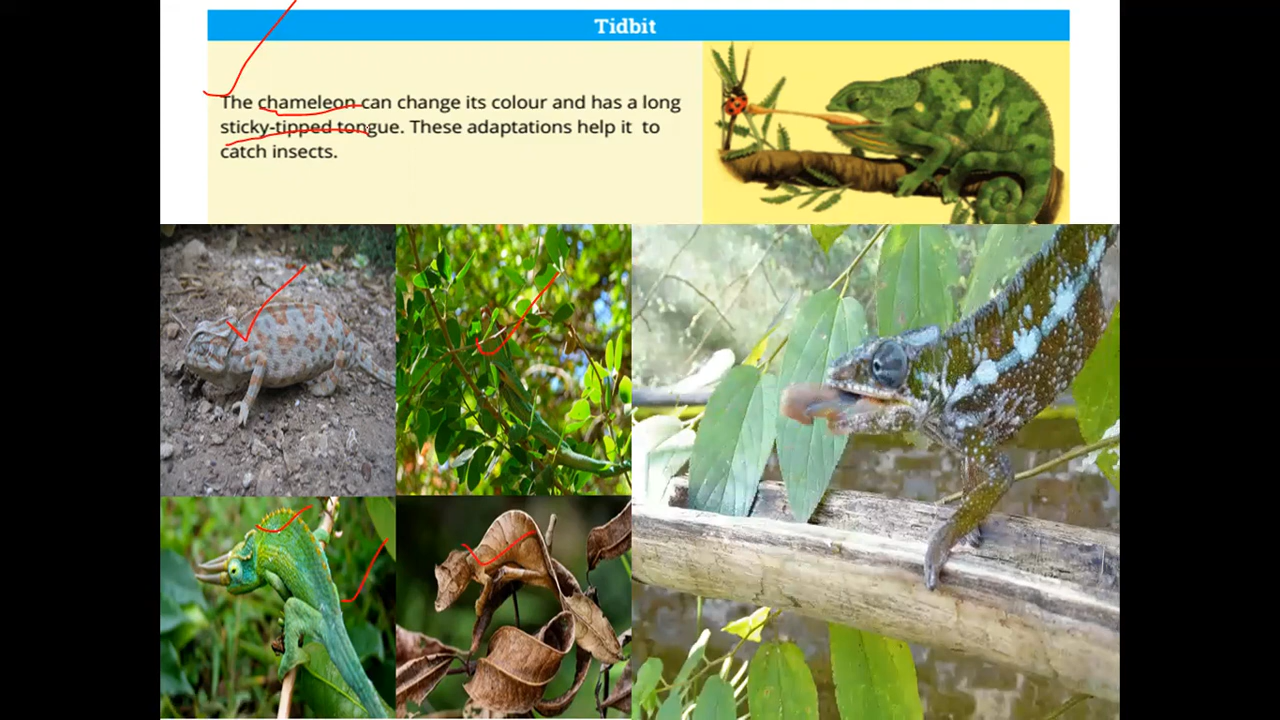 Tidbit
The chameleon can change its colour and has a long
sticky-tipped tongue. These adaptations help it to
catch insects.